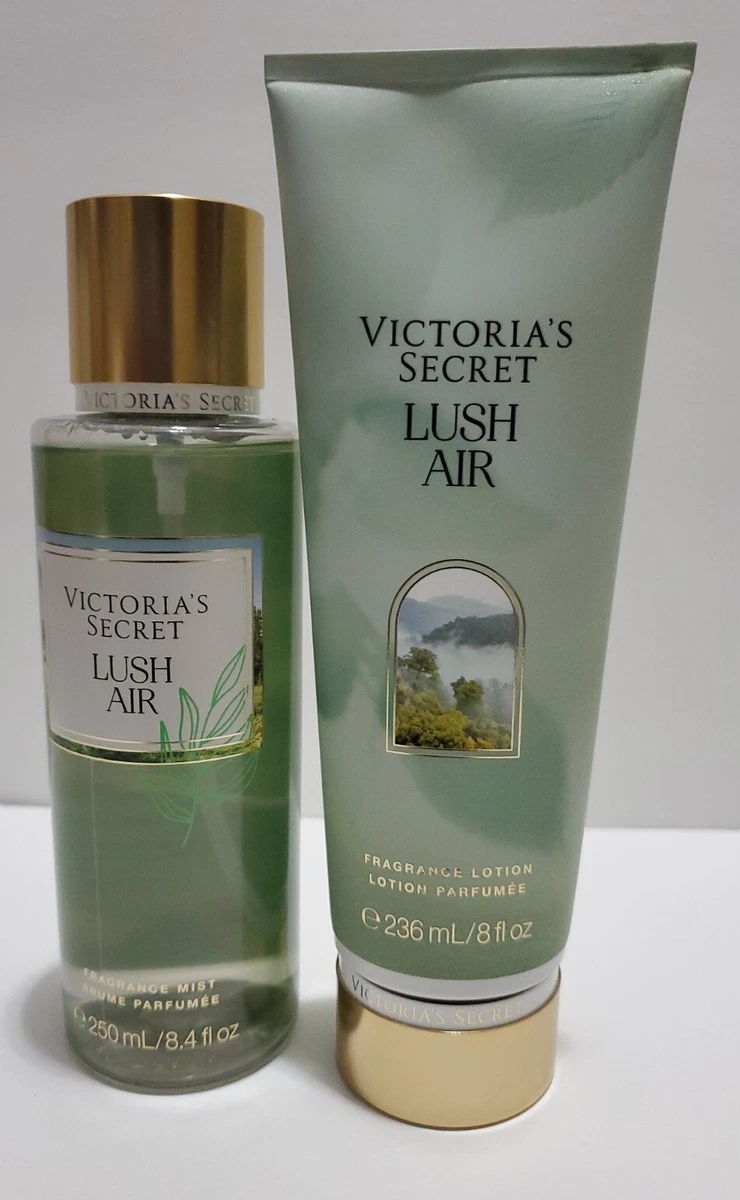 VICTORIA'S SECRET
VICTORIA'S
SECRET
LUSH
AIR
FRAGRANCE MIST
BRUME PARFUMÉE
℮ 250 mL/8.4 fl oz
VICTORIA'S
SECRET
LUSH
AIR
FRAGRANCE LOTION
LOTION PARFUMÉE
℮ 236 mL/8 fl oz
VICTORIA'S SECRET